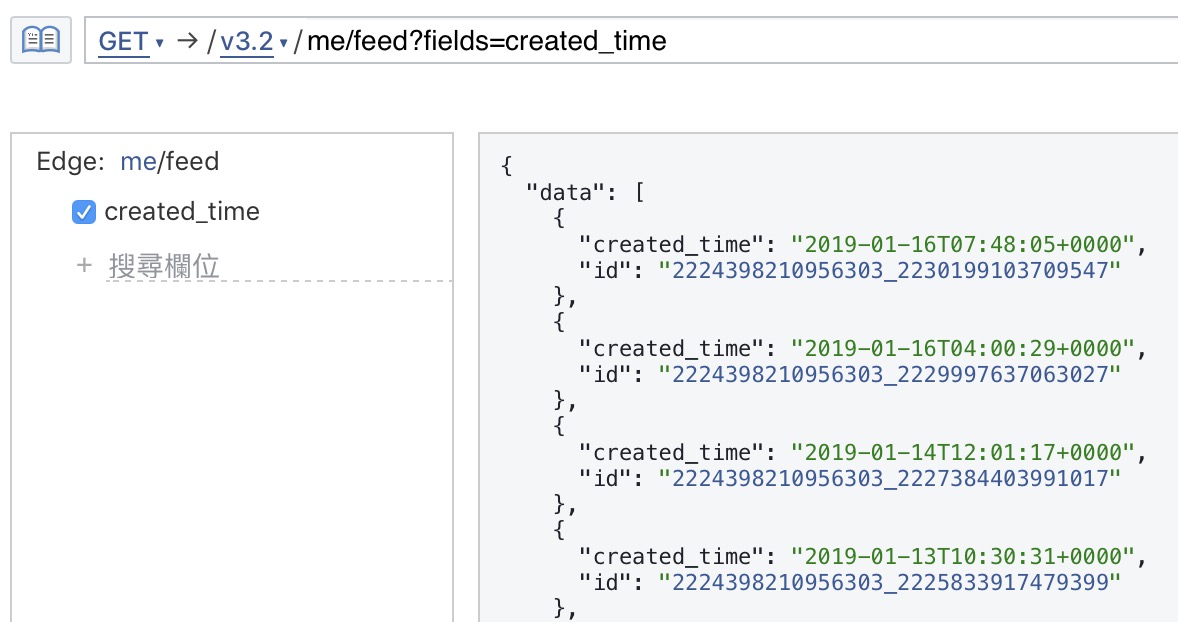 GET ▾ → / v3.2 ▾ / me/feed?fields=created_time
Edge: me/feed
created_time
+ 搜尋欄位
{
"data": [
{
"created_time": "2019-01-16T07:48:05+0000",
"id": "2224398210956303_2230199103709547"
},
{
"created_time": "2019-01-16T04:00:29+0000",
"id": "2224398210956303_2229997637063027"
},
{
"created_time": "2019-01-14T12:01:17+0000",
"id": "2224398210956303_2227384403991017"
},
{
"created_time": "2019-01-13T10:30:31+0000",
"id": "2224398210956303_2225833917479399"
},